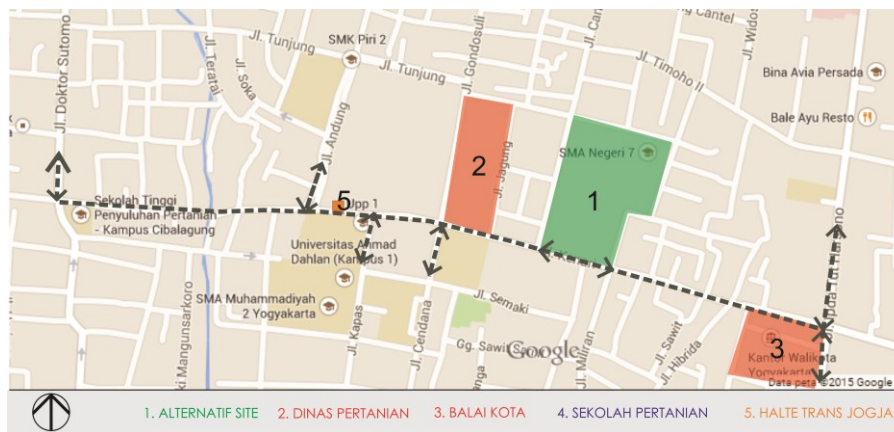 Jl. Doktor Sutomo
Jl. Tunjung
Jl. Teratai
Jl. Soka
SMK Piri 2
Jl. Tunjung
Jl. Andung
Jl. Gondosuli
Cantel
Jl. Timoho II
Bina Avia Persada
Bale Ayu Resto
SMA Negeri 7
1
2
Jl. Jagung
5
Upp 1
Sekolah Tinggi
Penyuluhan Pertanian
- Kampus Cibalagung
Universitas Ahmad
Dahlan (Kampus 1)
SMA Muhammadiyah
2 Yogyakarta
Jl. Kapas
Jl. Cendana
Jl. Semaki
Gg. Sawit
Google
Jl. Miliran
Jl. Sawit
Jl. Hibrida
3
Kantor Walikota
Yogyakarta
Data peta ©2015 Google
1. ALTERNATIF SITE 2. DINAS PERTANIAN 3. BALAI KOTA 4. SEKOLAH PERTANIAN 5. HALTE TRANS JOGJA